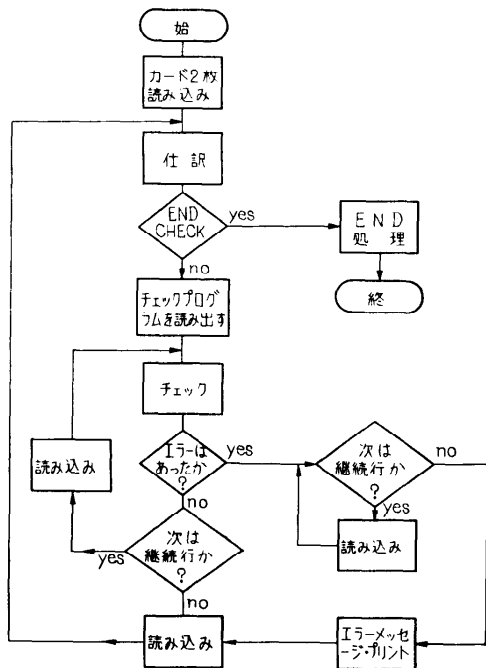 始
カード2枚
読み込み
仕訳
END
CHECK
yes
END
処理
no
終
チェックプログ
ラムを読み出す
チェック
読み込み
エラーは
あったか
?
yes
次は
継続行か
?
no
no
yes
読み込み
次は
継続行か
?
yes
no
読み込み
エラーメッセ
ージ・プリント